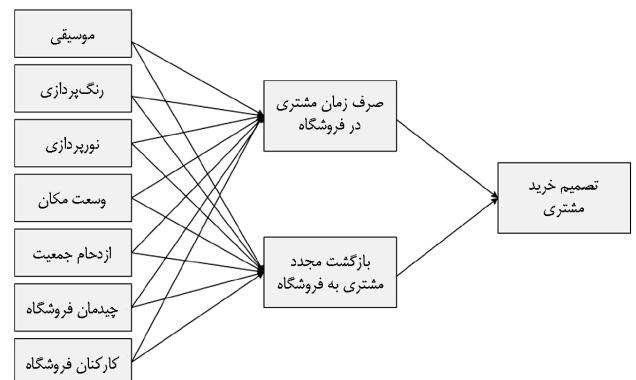 موسیقی
رنگ‌پردازی
نورپردازی
وسعت مکان
ازدحام جمعیت
چیدمان فروشگاه
کارکنان فروشگاه
صرف زمان مشتری
در فروشگاه
بازگشت مجدد
مشتری به فروشگاه
تصمیم خرید
مشتری